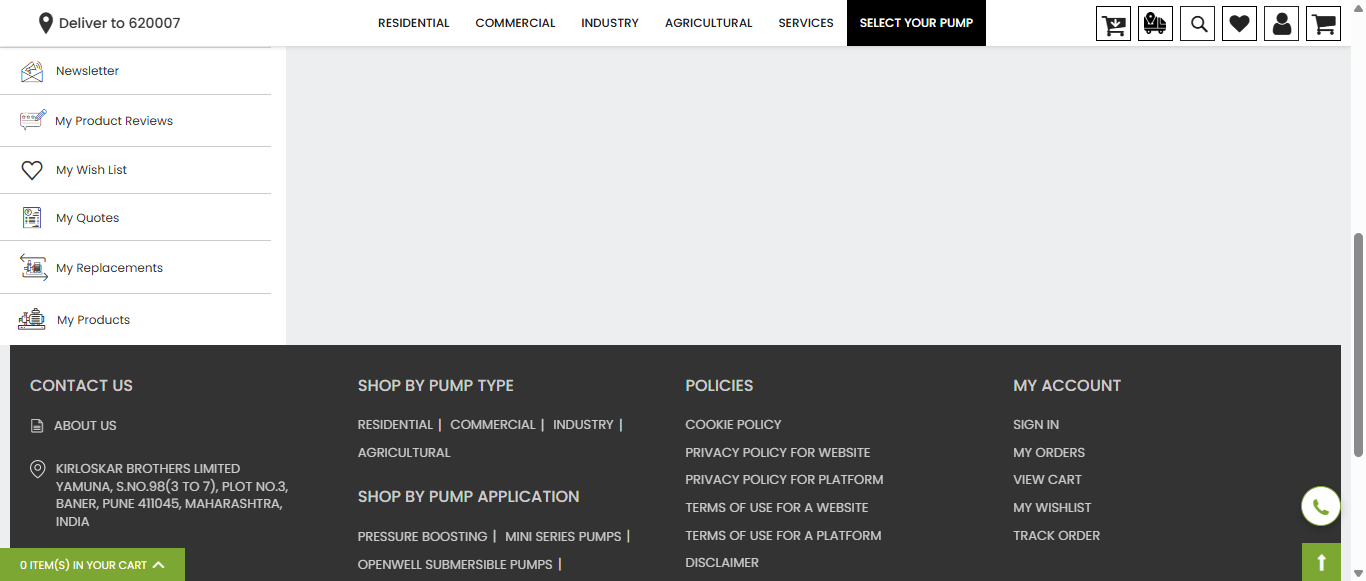 Deliver to 620007
RESIDENTIAL COMMERCIAL INDUSTRY AGRICULTURAL SERVICES SELECT YOUR PUMP
Newsletter
My Product Reviews
My Wish List
My Quotes
My Replacements
My Products
CONTACT US
ABOUT US
KIRLOSKAR BROTHERS LIMITED
YAMUNA, S.NO.98(3 TO 7), PLOT NO.3,
BANER, PUNE 411045, MAHARASHTRA,
INDIA
SHOP BY PUMP TYPE
RESIDENTIAL | COMMERCIAL | INDUSTRY |
AGRICULTURAL
SHOP BY PUMP APPLICATION
PRESSURE BOOSTING | MINI SERIES PUMPS |
OPENWELL SUBMERSIBLE PUMPS |
POLICIES
COOKIE POLICY
PRIVACY POLICY FOR WEBSITE
PRIVACY POLICY FOR PLATFORM
TERMS OF USE FOR A WEBSITE
TERMS OF USE FOR A PLATFORM
DISCLAIMER
MY ACCOUNT
SIGN IN
MY ORDERS
VIEW CART
MY WISHLIST
TRACK ORDER
0 ITEM(S) IN YOUR CART